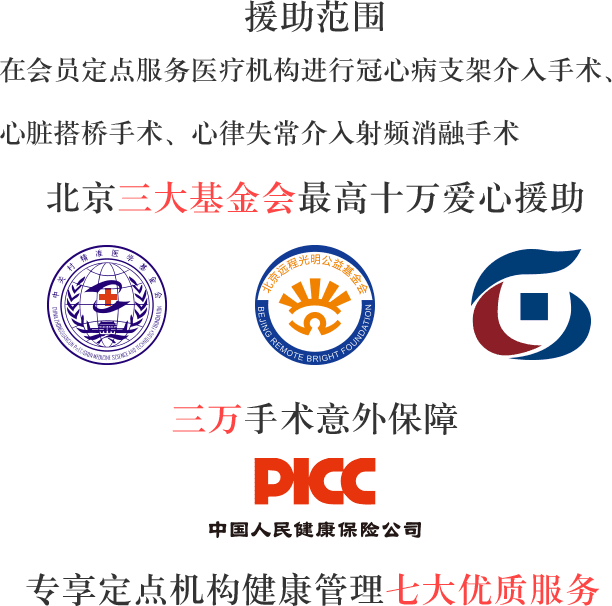 援助范围
在会员定点服务医疗机构进行冠心病支架介入手术、
心脏搭桥手术、心律失常介入射频消融手术
北京三大基金会最高十万爱心援助
中关村精准医学基金会
北京远程光明公益基金会
BEIJING REMOTE BRIGHT FOUNDATION
三万手术意外保障
PICC
中国人民健康保险公司
专享定点机构健康管理七大优质服务